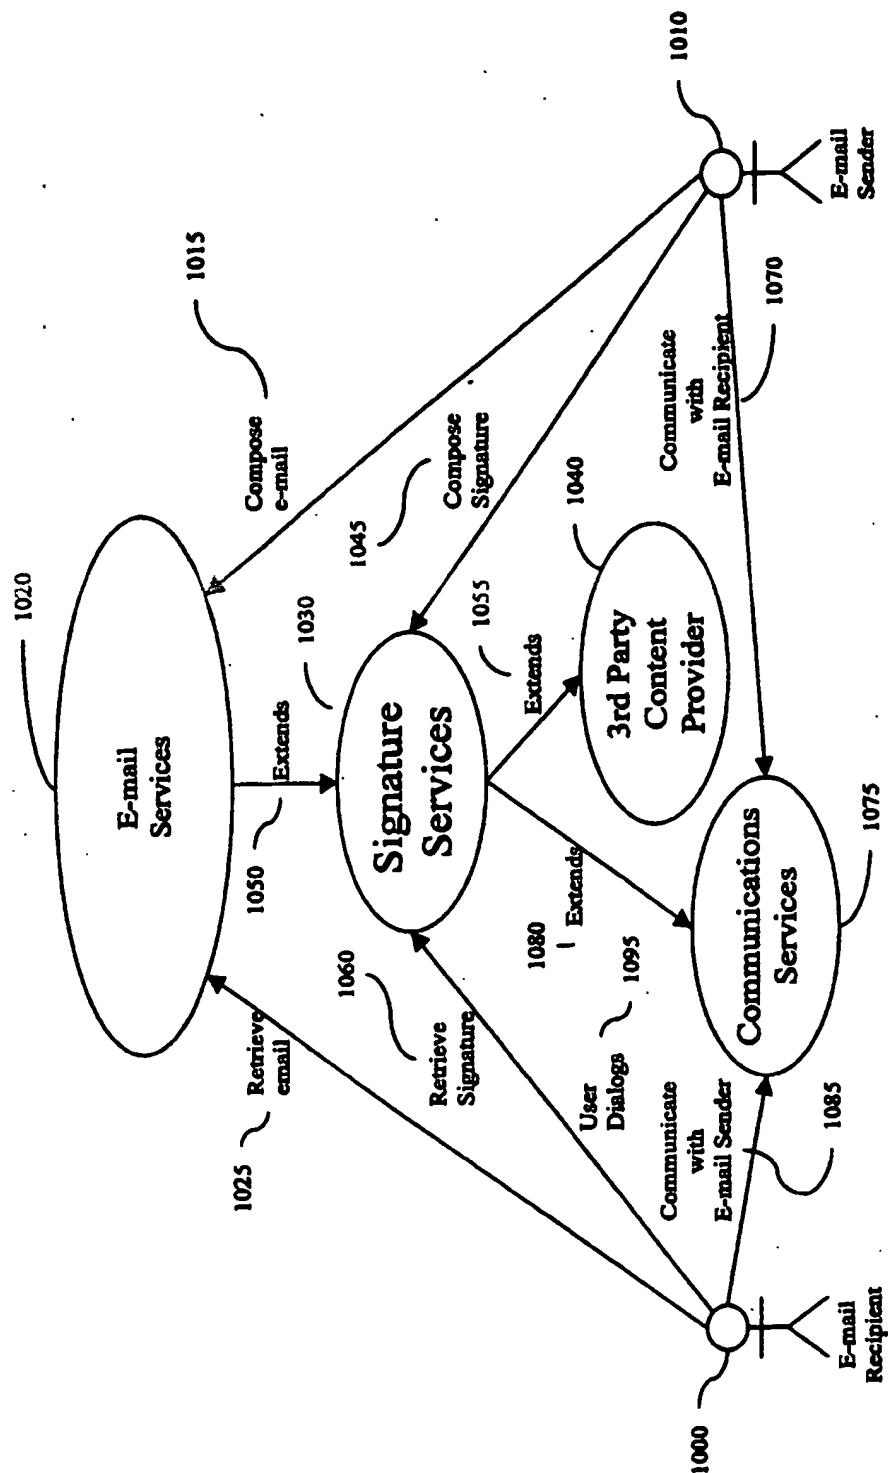 1020
E-mail
Services
1015
Compose
e-mail
1025
Retrieve
email
1050
Extends
1030
Signature
Services
1045
Compose
Signature
1060
Retrieve
Signature
1055
Extends
1040
3rd Party
Content
Provider
1080
Extends
1095
User
Dialogs
Communicate
with
E-mail Sender
1085
Communications
Services
1075
Communicate
with
E-mail Recipient
1070
1000
E-mail
Recipient
1010
E-mail
Sender